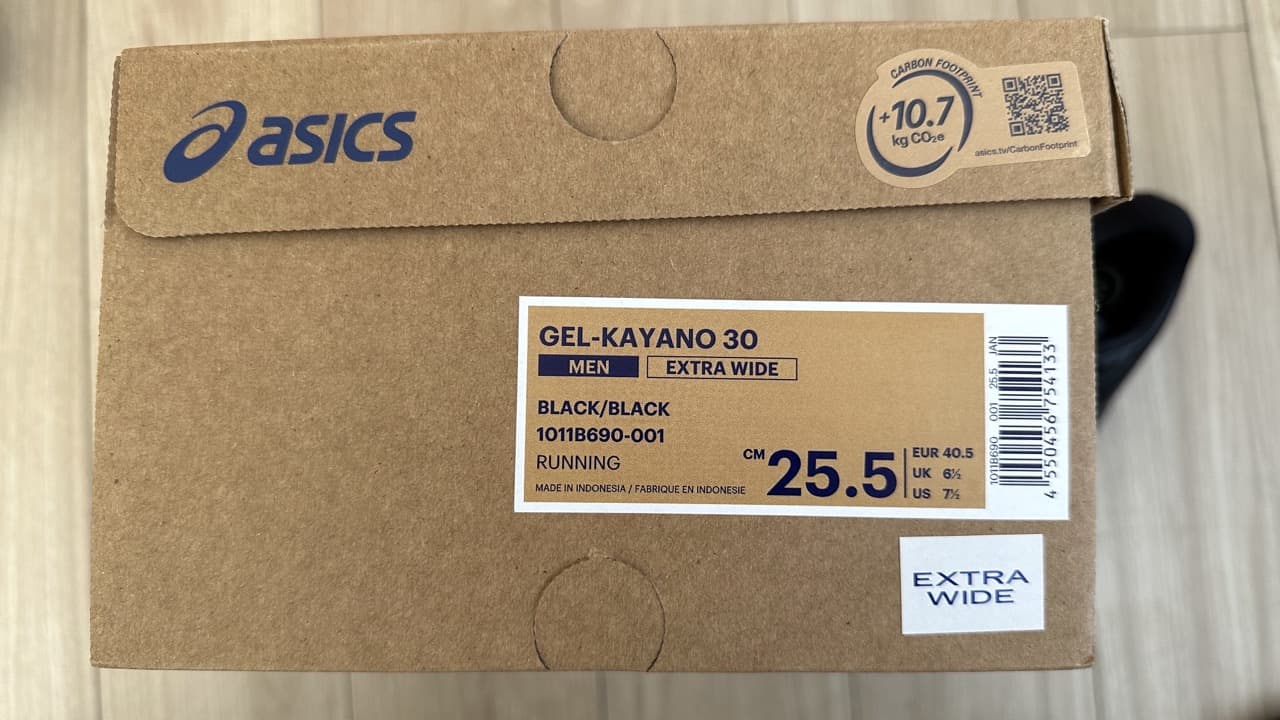 asics
CARBON FOOTPRINT
+10.7
kg CO₂e
asics.tv/CarbonFootprint
GEL-KAYANO 30
MEN
EXTRA WIDE
BLACK/BLACK
1011B690-001
RUNNING
MADE IN INDONESIA / FABRIQUE EN INDONESIE
CM 25.5
EUR 40.5
UK 6½
US 7½
1011B690 001 25.5 JAN
4 550456 754133
EXTRA
WIDE